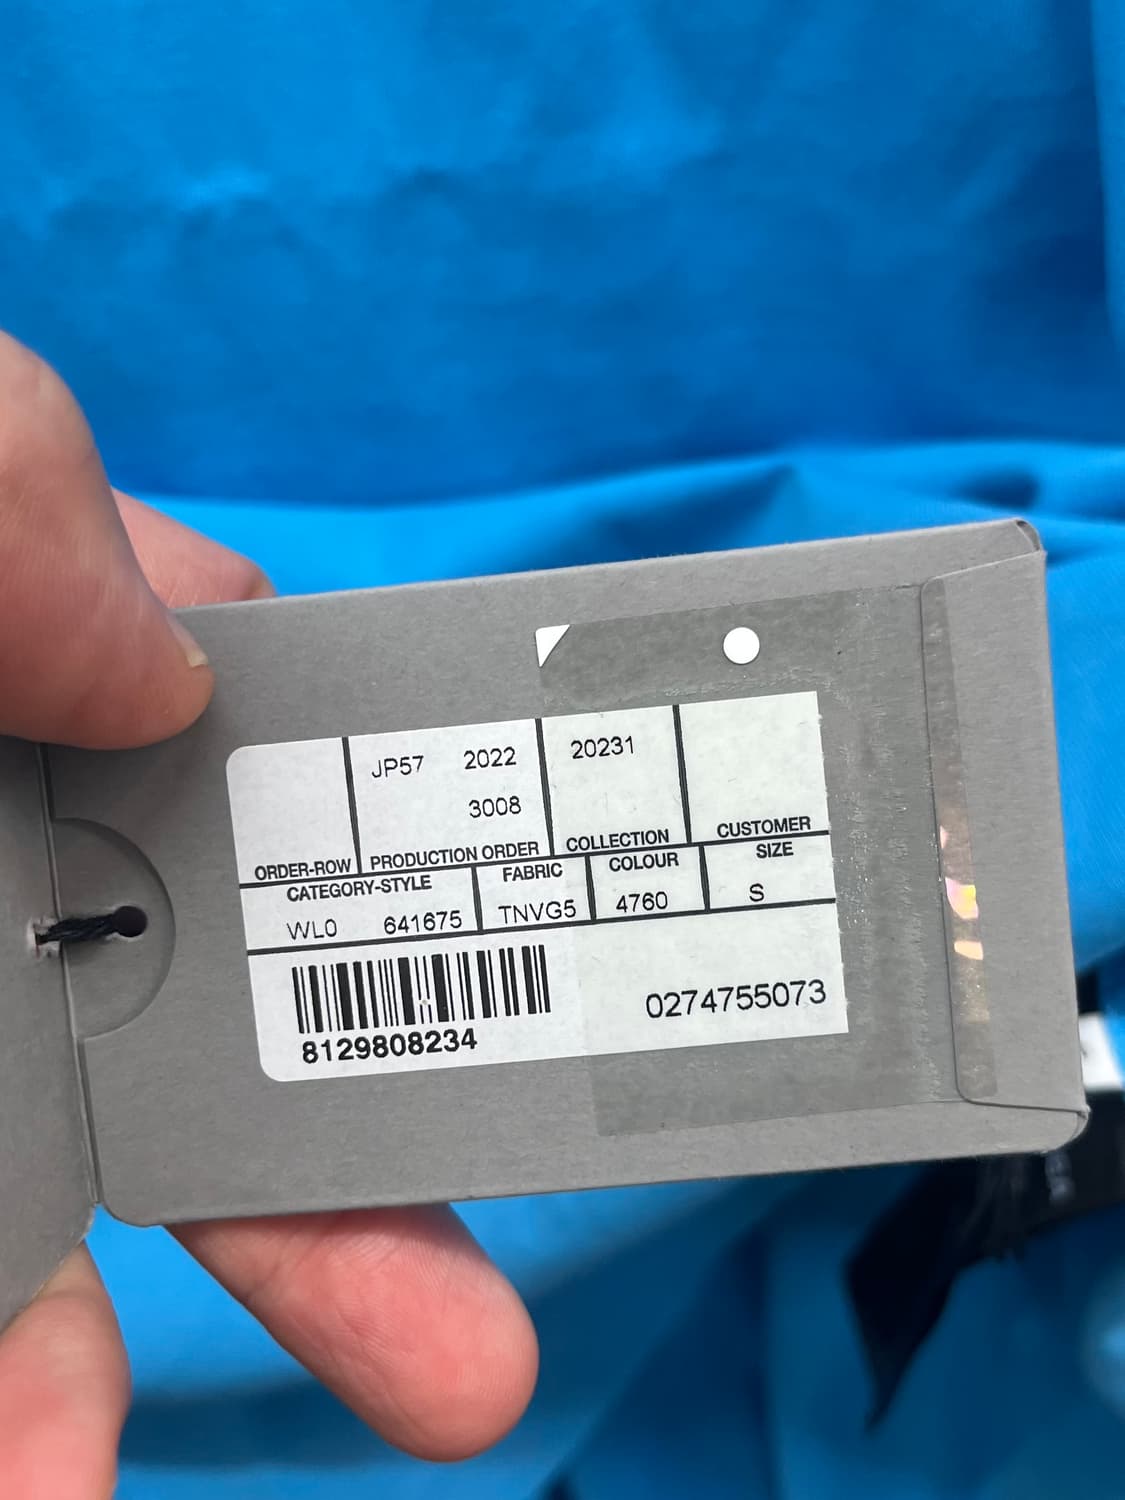 JP57 2022 20231
3008
ORDER-ROW PRODUCTION ORDER COLLECTION CUSTOMER
CATEGORY-STYLE FABRIC COLOUR SIZE
WL0 641675 TNVG5 4760 S
8129808234
0274755073